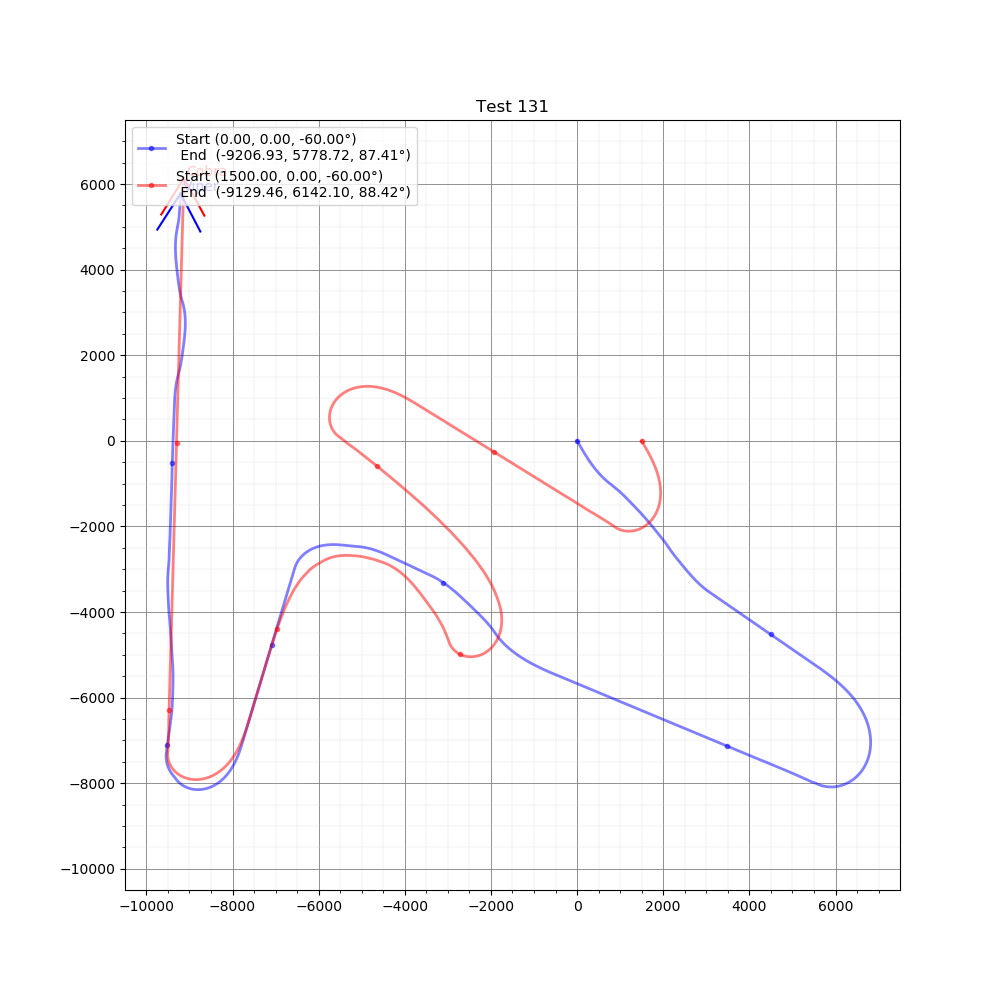 Test 131
Start (0.00, 0.00, -60.00°)
End (-9206.93, 5778.72, 87.41°)
Start (1500.00, 0.00, -60.00°)
End (-9129.46, 6142.10, 88.42°)
6000
4000
2000
0
−2000
−4000
−6000
−8000
−10000
−10000 −8000 −6000 −4000 −2000 0 2000 4000 6000